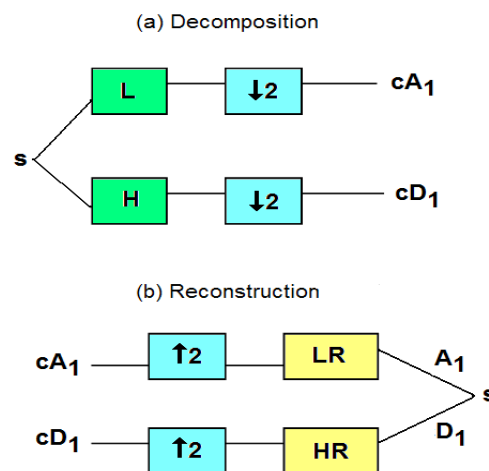 (a) Decomposition
L ↓2 cA1
s
H ↓2 cD1
(b) Reconstruction
cA1 ↑2 LR A1
s
cD1 ↑2 HR D1